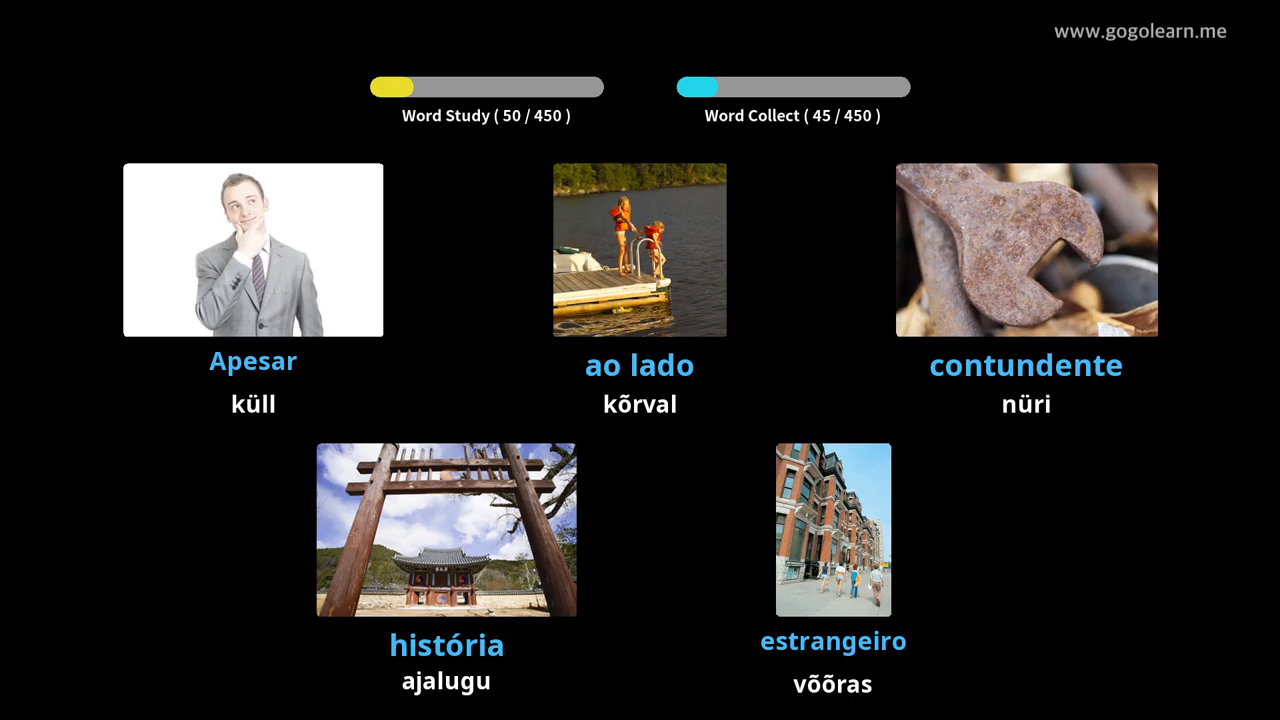 www.gogolearn.me
Word Study ( 50 / 450 )
Word Collect ( 45 / 450 )
Apesar
küll
ao lado
kõrval
contundente
nüri
história
ajalugu
estrangeiro
võõras